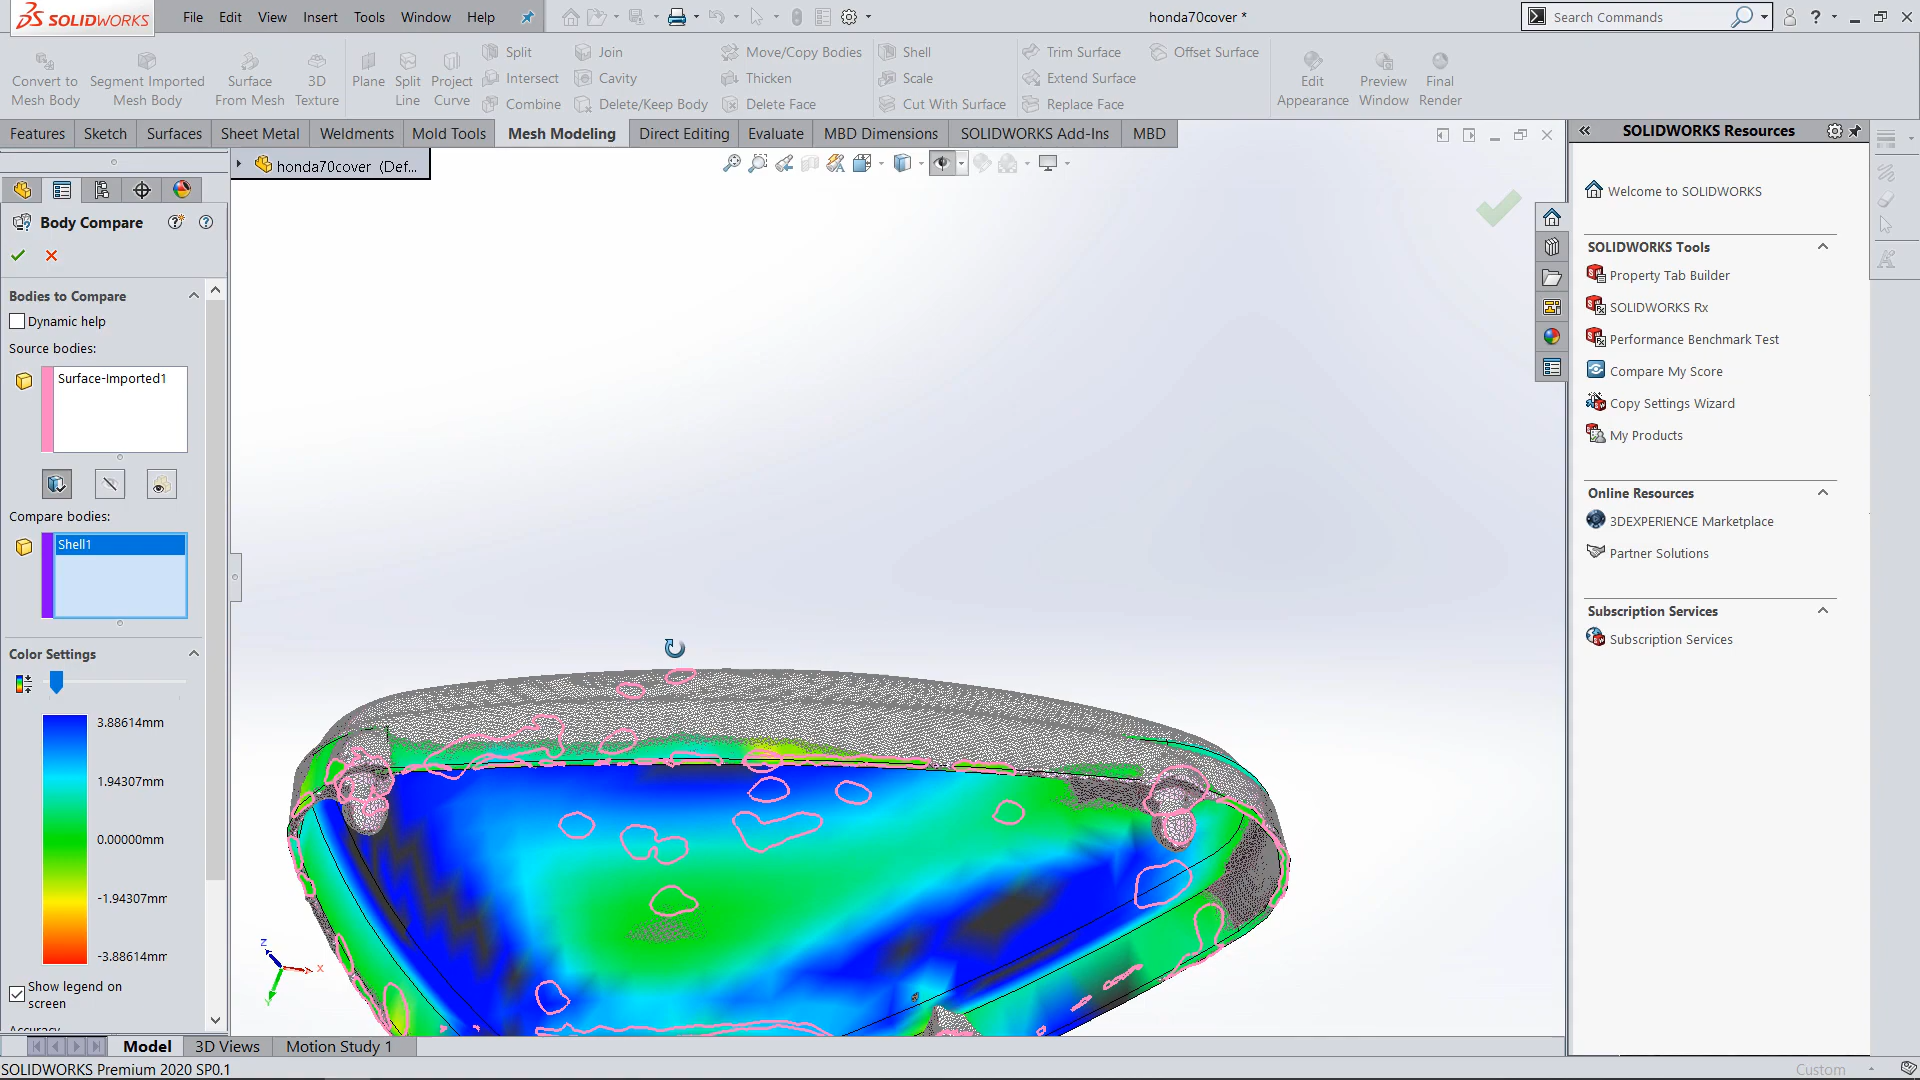 SOLIDWORKS
File Edit View Insert Tools Window Help
honda70cover *
Search Commands
Convert to Mesh Body
Segment Imported Mesh Body
Surface From Mesh
3D Texture
Plane
Split Line
Project Curve
Split
Intersect
Combine
Join
Cavity
Delete/Keep Body
Move/Copy Bodies
Thicken
Delete Face
Shell
Scale
Cut With Surface
Trim Surface
Extend Surface
Replace Face
Offset Surface
Edit Appearance
Preview Window
Final Render
Features Sketch Surfaces Sheet Metal Weldments Mold Tools Mesh Modeling Direct Editing Evaluate MBD Dimensions SOLIDWORKS Add-Ins MBD
honda70cover (Def...
Body Compare
Bodies to Compare
Dynamic help
Source bodies:
Surface-Imported1
Compare bodies:
Shell1
Color Settings
3.88614mm
1.94307mm
0.00000mm
-1.94307mm
-3.88614mm
Show legend on
screen
Accuracy
z
x
Y
SOLIDWORKS Resources
Welcome to SOLIDWORKS
SOLIDWORKS Tools
Property Tab Builder
SOLIDWORKS Rx
Performance Benchmark Test
Compare My Score
Copy Settings Wizard
My Products
Online Resources
3DEXPERIENCE Marketplace
Partner Solutions
Subscription Services
Subscription Services
Model 3D Views Motion Study 1
SOLIDWORKS Premium 2020 SP0.1
Custom